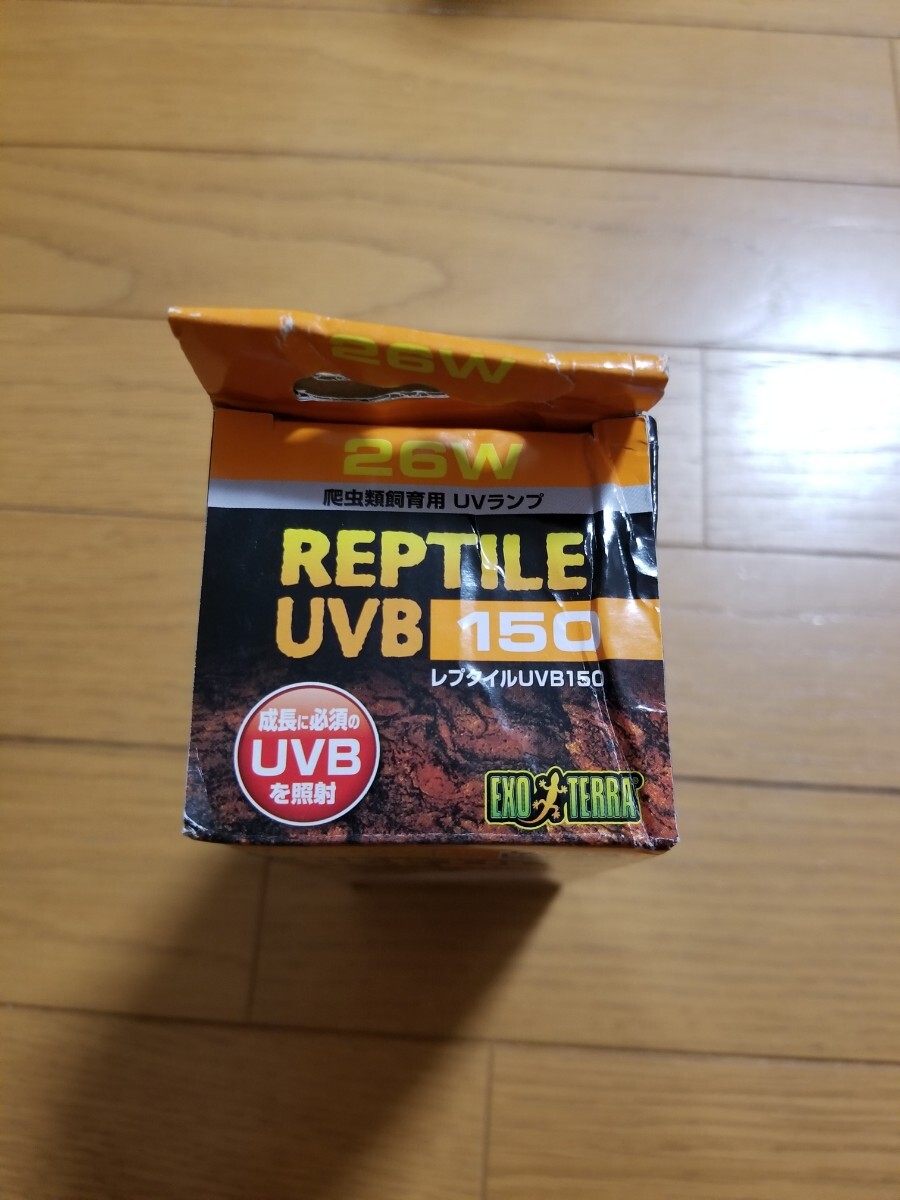 26W
26W
爬虫類飼育用 UVランプ
REPTILE
UVB 150
レプタイルUVB150
成長に必須の
UVB
を照射
EXO TERRA